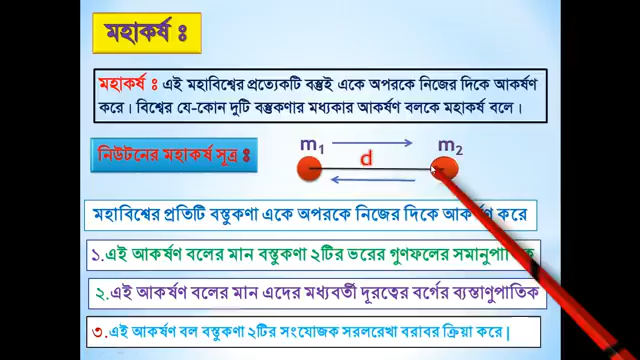 মহাকর্ষ ঃ
মহাকর্ষ ঃ এই মহাবিশ্বের প্রত্যেকটি বস্তুই একে অপরকে নিজের দিকে আকর্ষণ
করে। বিশ্বের যে-কোন দুটি বস্তুকণার মধ্যকার আকর্ষণ বলকে মহাকর্ষ বলে।
নিউটনের মহাকর্ষ সূত্র ঃ
m1 m2
d
মহাবিশ্বের প্রতিটি বস্তুকণা একে অপরকে নিজের দিকে আকর্ষণ করে
১.এই আকর্ষণ বলের মান বস্তুকণা ২টির ভরের গুণফলের সমানুপাতিক
২.এই আকর্ষণ বলের মান এদের মধ্যবর্তী দূরত্বের বর্গের ব্যস্তাণুপাতিক
৩.এই আকর্ষণ বল বস্তুকণা ২টির সংযোজক সরলরেখা বরাবর ক্রিয়া করে|